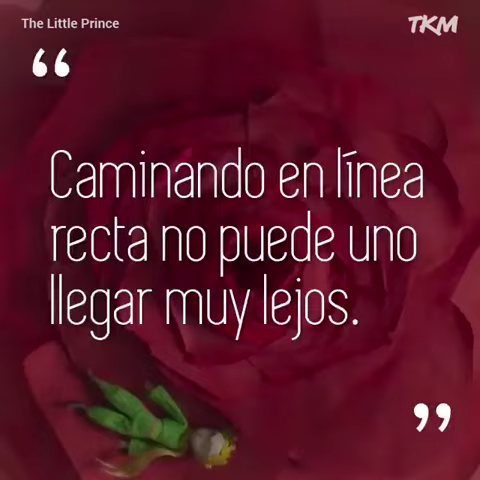 The Little Prince
TKM
“
Caminando en línea
recta no puede uno
llegar muy lejos.
”